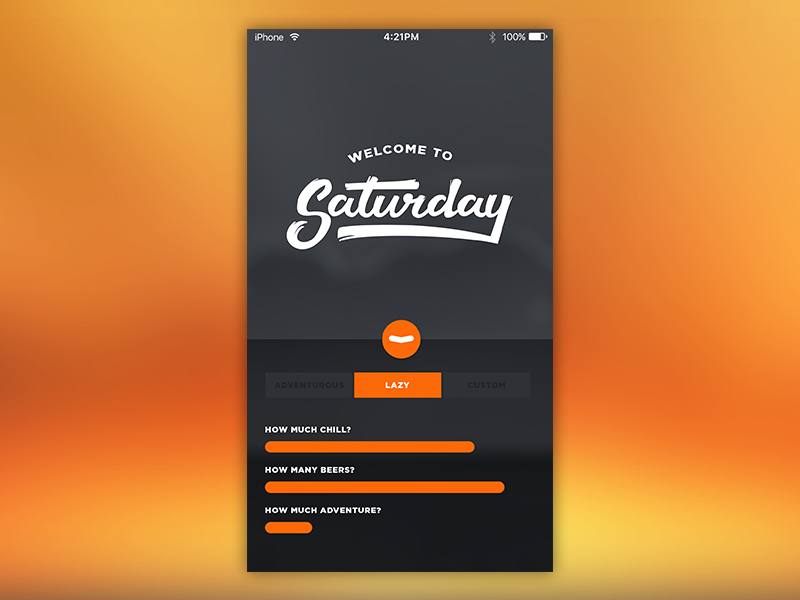 iPhone 4:21PM 100%
WELCOME TO
Saturday
ADVENTUROUS LAZY CUSTOM
HOW MUCH CHILL?
HOW MANY BEERS?
HOW MUCH ADVENTURE?